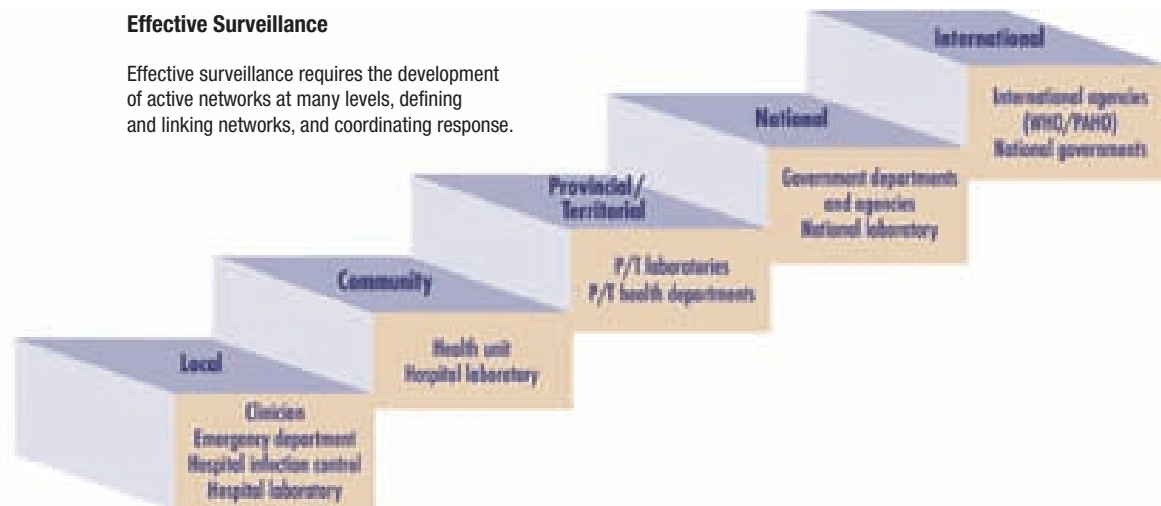 Effective Surveillance
Effective surveillance requires the development
of active networks at many levels, defining
and linking networks, and coordinating response.
International
International agencies
(WHO/PAHO)
National governments
National
Government departments
and agencies
National laboratory
Provincial/
Territorial
P/T laboratories
P/T health departments
Community
Health unit
Hospital laboratory
Local
Clinician
Emergency department
Hospital infection control
Hospital laboratory